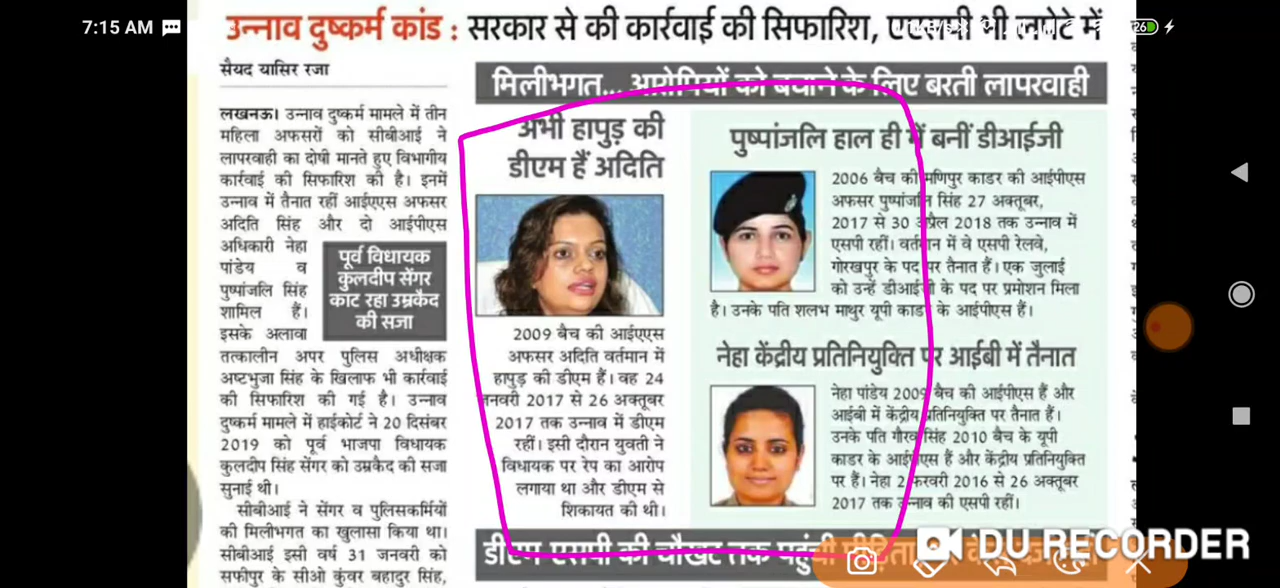 7:15 AM
26
उन्नाव दुष्कर्म कांड : सरकार से की कार्रवाई की सिफारिश, एएसपी भी लपेटे में
सैयद यासिर रजा
लखनऊ। उन्नाव दुष्कर्म मामले में तीन
महिला अफसरों को सीबीआई ने
लापरवाही का दोषी मानते हुए विभागीय
कार्रवाई की सिफारिश की है। इनमें
उन्नाव में तैनात रहीं आईएएस अफसर
अदिति सिंह और दो आईपीएस
अधिकारी नेहा
पांडेय व
पुष्पांजलि सिंह
शामिल हैं।
इसके अलावा
तत्कालीन अपर पुलिस अधीक्षक
अष्टभुजा सिंह के खिलाफ भी कार्रवाई
की सिफारिश की गई है। उन्नाव
दुष्कर्म मामले में हाईकोर्ट ने 20 दिसंबर
2019 को पूर्व भाजपा विधायक
कुलदीप सिंह सेंगर को उम्रकैद की सजा
सुनाई थी।
सीबीआई ने सेंगर व पुलिसकर्मियों
की मिलीभगत का खुलासा किया था।
सीबीआई इसी वर्ष 31 जनवरी को
सफीपुर के सीओ कुंवर बहादुर सिंह,
पूर्व विधायक
कुलदीप सेंगर
काट रहा उम्रकैद
की सजा
मिलीभगत... आरोपियों को बचाने के लिए बरती लापरवाही
अभी हापुड़ की
डीएम हैं अदिति
2009 बैच की आईएएस
अफसर अदिति वर्तमान में
हापुड़ की डीएम हैं। वह 24
जनवरी 2017 से 26 अक्तूबर
2017 तक उन्नाव में डीएम
रहीं। इसी दौरान युवती ने
विधायक पर रेप का आरोप
लगाया था और डीएम से
शिकायत की थी।
पुष्पांजलि हाल ही में बनीं डीआईजी
2006 बैच की मणिपुर काडर की आईपीएस
अफसर पुष्पांजलि सिंह 27 अक्तूबर,
2017 से 30 अप्रैल 2018 तक उन्नाव में
एसपी रहीं। वर्तमान में वे एसपी रेलवे,
गोरखपुर के पद पर तैनात हैं। एक जुलाई
को उन्हें डीआईजी के पद पर प्रमोशन मिला
है। उनके पति शलभ माथुर यूपी काडर के आईपीएस हैं।
नेहा केंद्रीय प्रतिनियुक्ति पर आईबी में तैनात
नेहा पांडेय 2009 बैच की आईपीएस हैं और
आईबी में केंद्रीय प्रतिनियुक्ति पर तैनात हैं।
उनके पति गौरव सिंह 2010 बैच के यूपी
काडर के आईपीएस हैं और केंद्रीय प्रतिनियुक्ति
पर हैं। नेहा 2 फरवरी 2016 से 26 अक्तूबर
2017 तक उन्नाव की एसपी रहीं।
डीएम-एसपी की चौखट तक पहुंची
DU RECORDER